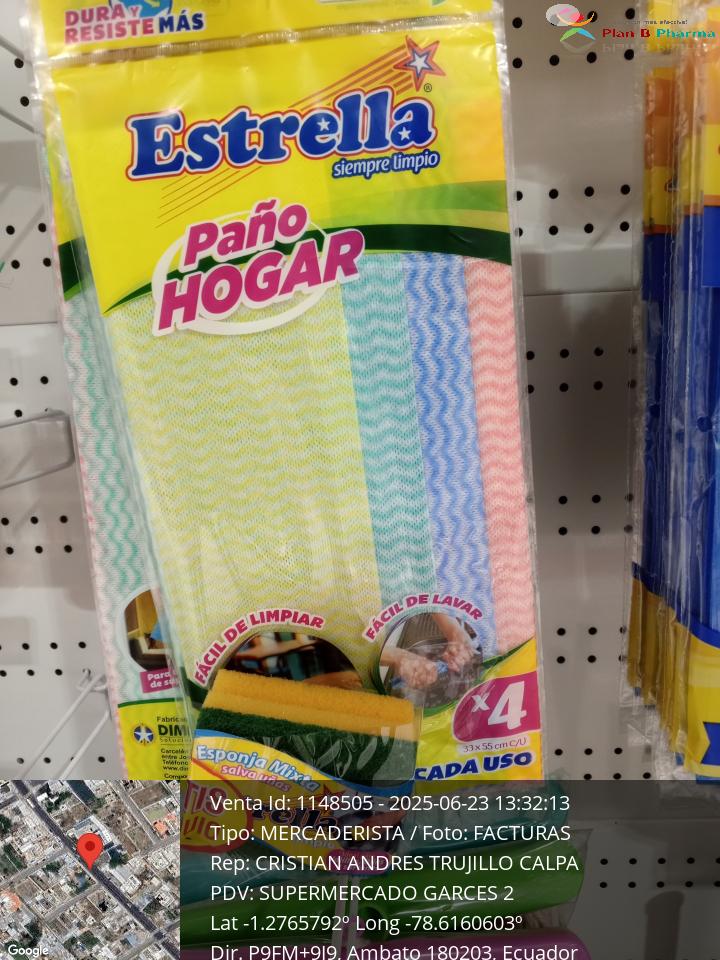 DURA Y
RESISTE MÁS
Plan B Pharma
Estrella
®
siempre limpio
Paño
HOGAR
FÁCIL DE LIMPIAR
FÁCIL DE LAVAR
x4
33 x 55 cm C/U
CADA USO
Esponja Mixta
salva uñas
Venta Id: 1148505 - 2025-06-23 13:32:13
Tipo: MERCADERISTA / Foto: FACTURAS
Rep: CRISTIAN ANDRES TRUJILLO CALPA
PDV: SUPERMERCADO GARCES 2
Lat -1.2765792º Long -78.6160603º
Dir. P9FM+9J9, Ambato 180203, Ecuador
Google